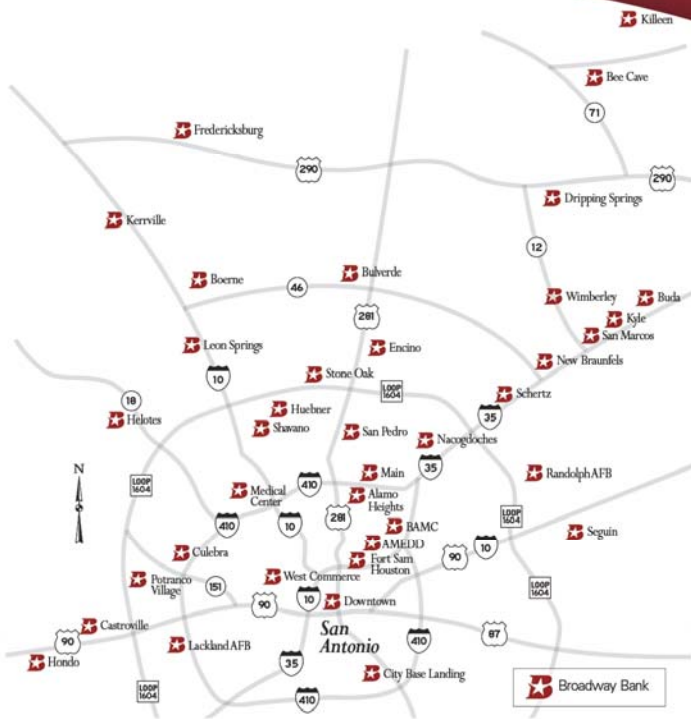 Killeen
Bee Cave
71
Fredericksburg
290
290
Dripping Springs
Kerrville
12
Bulverde
Boerne
46
Wimberley
Buda
281
Kyle
San Marcos
Leon Springs
Encino
New Braunfels
10
Stone Oak
LOOP
1604
Schertz
18
Huebner
35
Helotes
Shavano
San Pedro
Nacogdoches
N
35
Main
Randolph AFB
LOOP
1604
410
Medical
Center
Alamo
Heights
LOOP
1604
410
10
281
BAMC
Seguin
AMEDD
10
Culebra
90
Fort Sam
Houston
Potranco
Village
151
West Commerce
LOOP
1604
10
90
Downtown
Castroville
San
Antonio
87
90
Lackland AFB
410
Hondo
35
City Base Landing
LOOP
1604
410
Broadway Bank